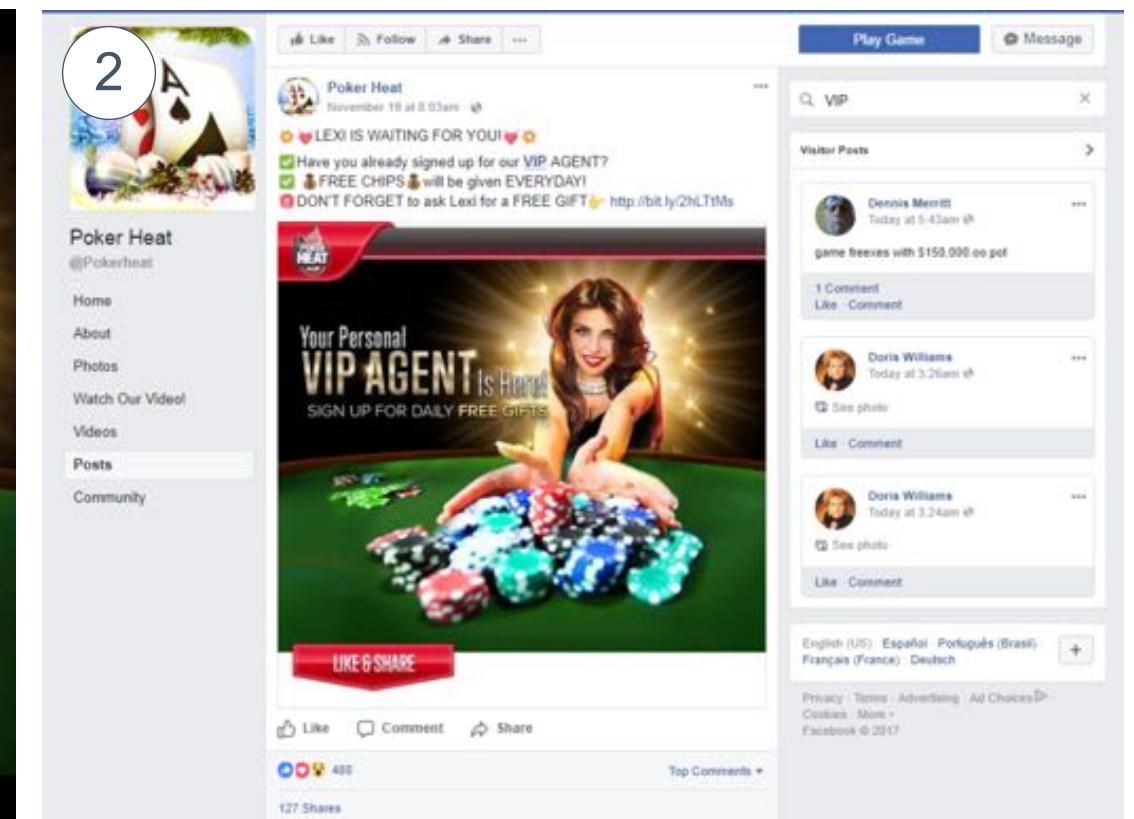 2
A
Poker Heat
@Pokerheat
Home
About
Photos
Watch Our Video!
Videos
Posts
Community
Like Follow Share
Play Game Message
Poker Heat
November 19 at 8:03am
LEXI IS WAITING FOR YOU!
Have you already signed up for our VIP AGENT?
FREE CHIPS will be given EVERYDAY!
DON'T FORGET to ask Lexi for a FREE GIFT http://bit.ly/2hLTtMs
POKER
HEAT
Your Personal
VIP AGENT Is Here!
SIGN UP FOR DAILY FREE GIFTS
LIKE & SHARE
Like Comment Share
488 Top Comments
127 Shares
VIP
Visitor Posts
Dennis Merritt
Today at 5:43am
game freexes with $150.000 oo pot
1 Comment
Like · Comment
Doris Williams
Today at 3:26am
See photo
Like · Comment
Doris Williams
Today at 3:24am
See photo
Like · Comment
English (US) · Español · Português (Brasil) ·
Français (France) · Deutsch
+
Privacy · Terms · Advertising · Ad Choices
Cookies · More
Facebook © 2017